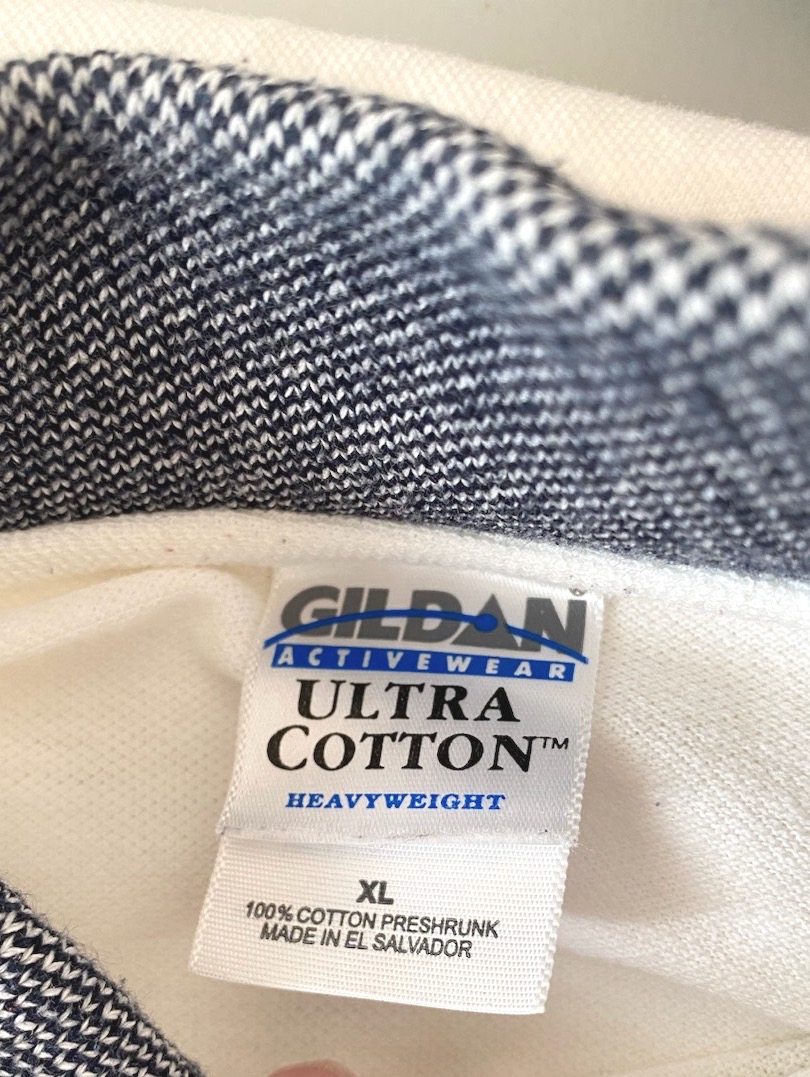 GILDAN
ACTIVEWEAR
ULTRA
COTTON™
HEAVYWEIGHT
XL
100% COTTON PRESHRUNK
MADE IN EL SALVADOR